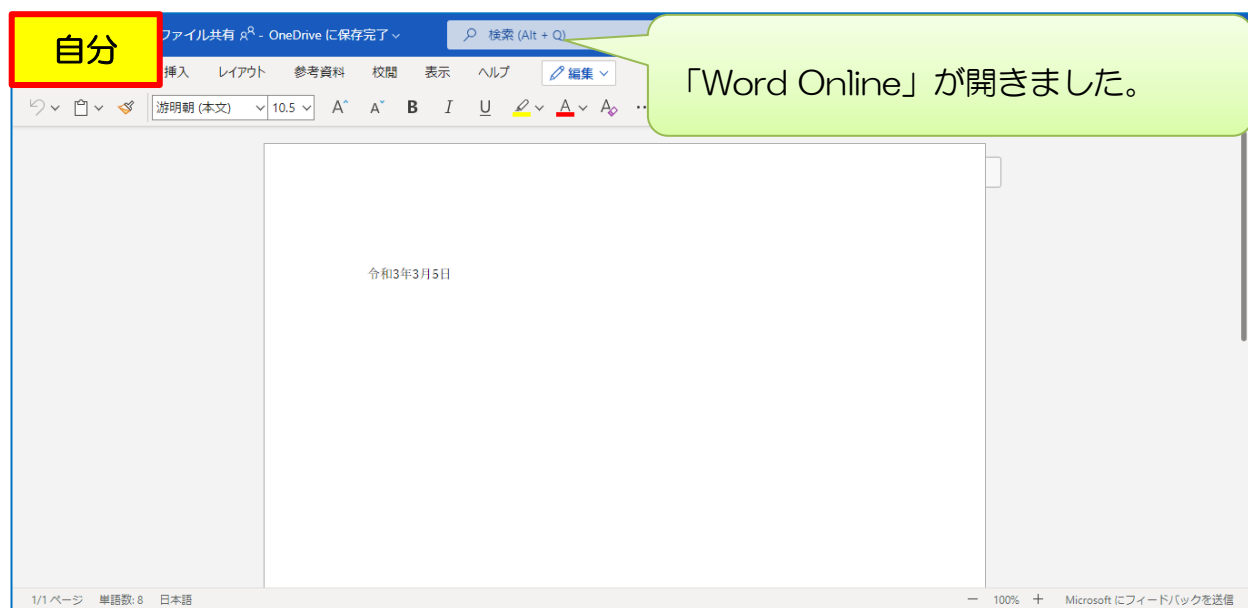 自分
ファイル共有 - OneDrive に保存完了
検索 (Alt + Q)
「Word Online」が開きました。
挿入 レイアウト 参考資料 校閲 表示 ヘルプ 編集
游明朝 (本文) 10.5 A A B I U A A
令和3年3月5日
1/1 ページ 単語数: 8 日本語 100% Microsoft にフィードバックを送信